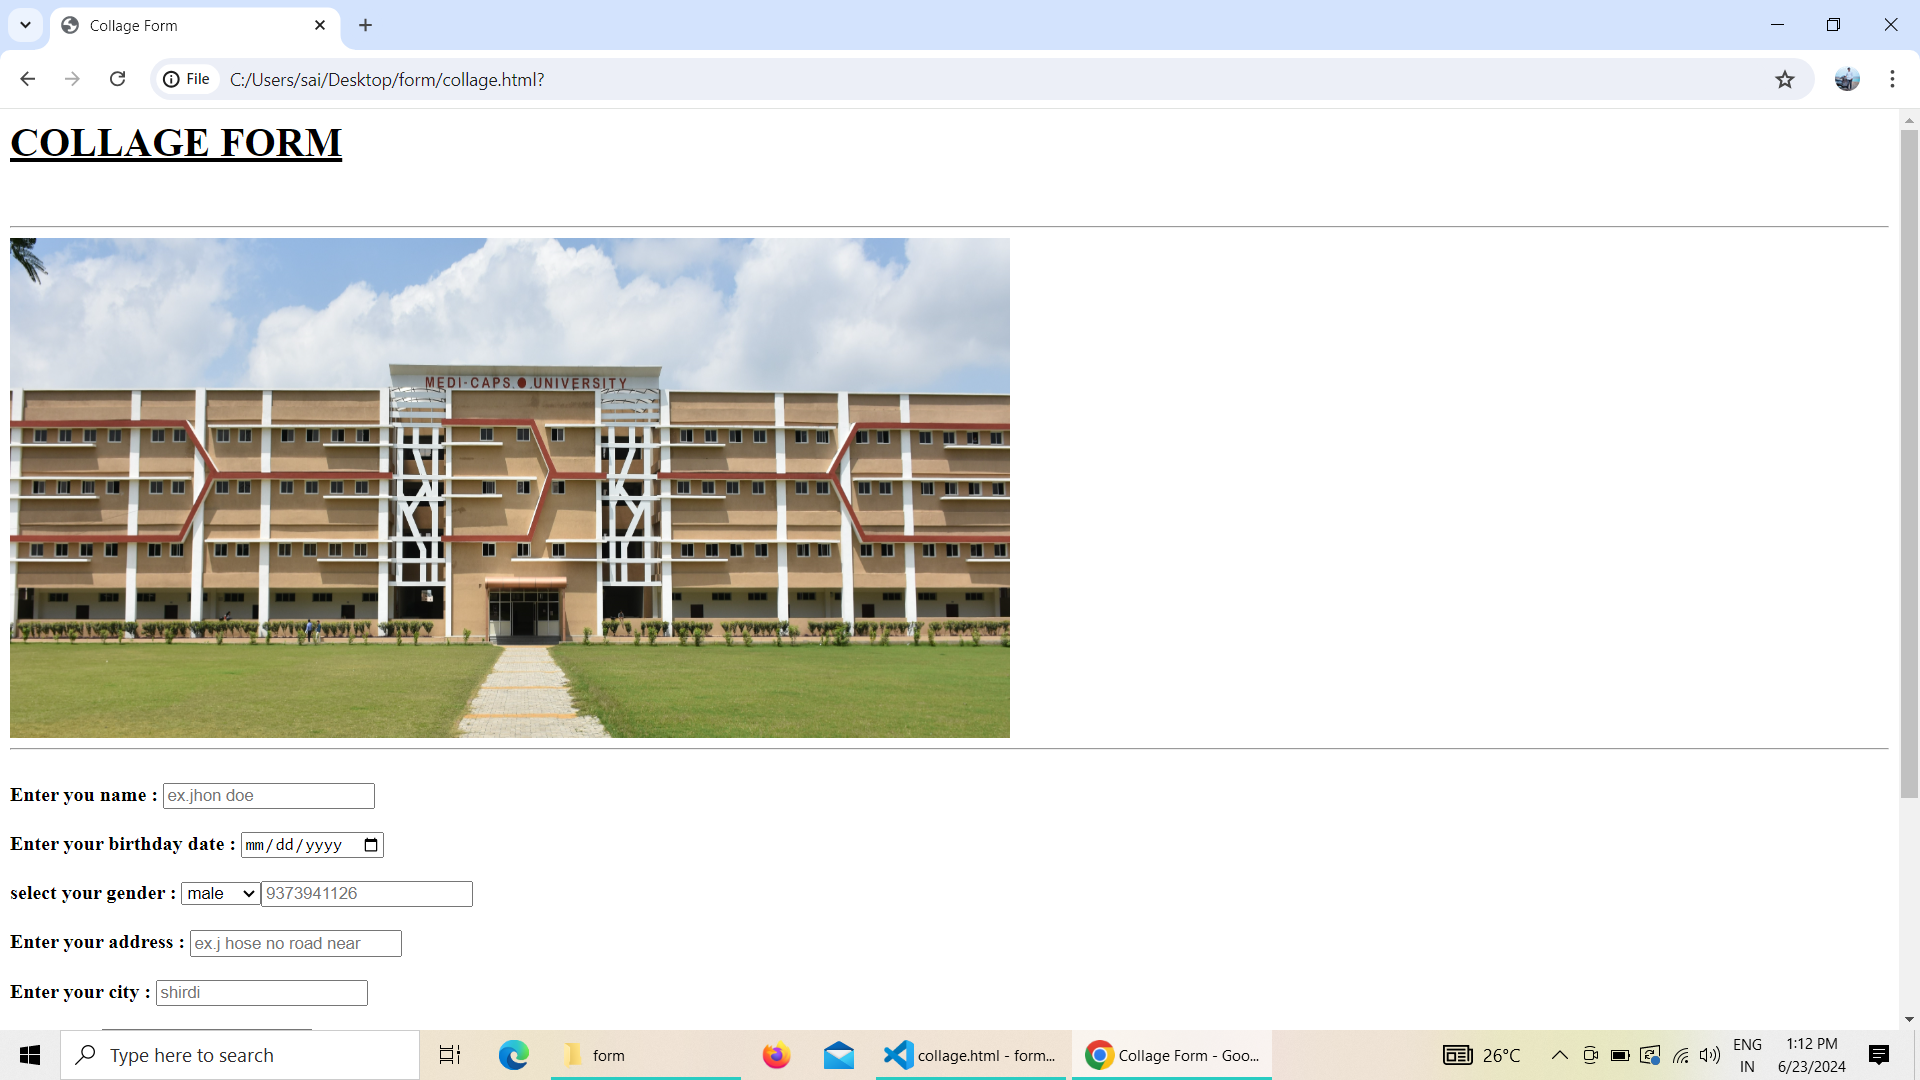 Collage Form
File C:/Users/sai/Desktop/form/collage.html?
COLLAGE FORM
MEDI-CAPS UNIVERSITY
Enter you name : ex.jhon doe
Enter your birthday date : mm/dd/yyyy
select your gender : male 9373941126
Enter your address : ex.j hose no road near
Enter your city : shirdi
Type here to search
form
collage.html - form...
Collage Form - Goo...
26°C
ENG
IN
1:12 PM
6/23/2024